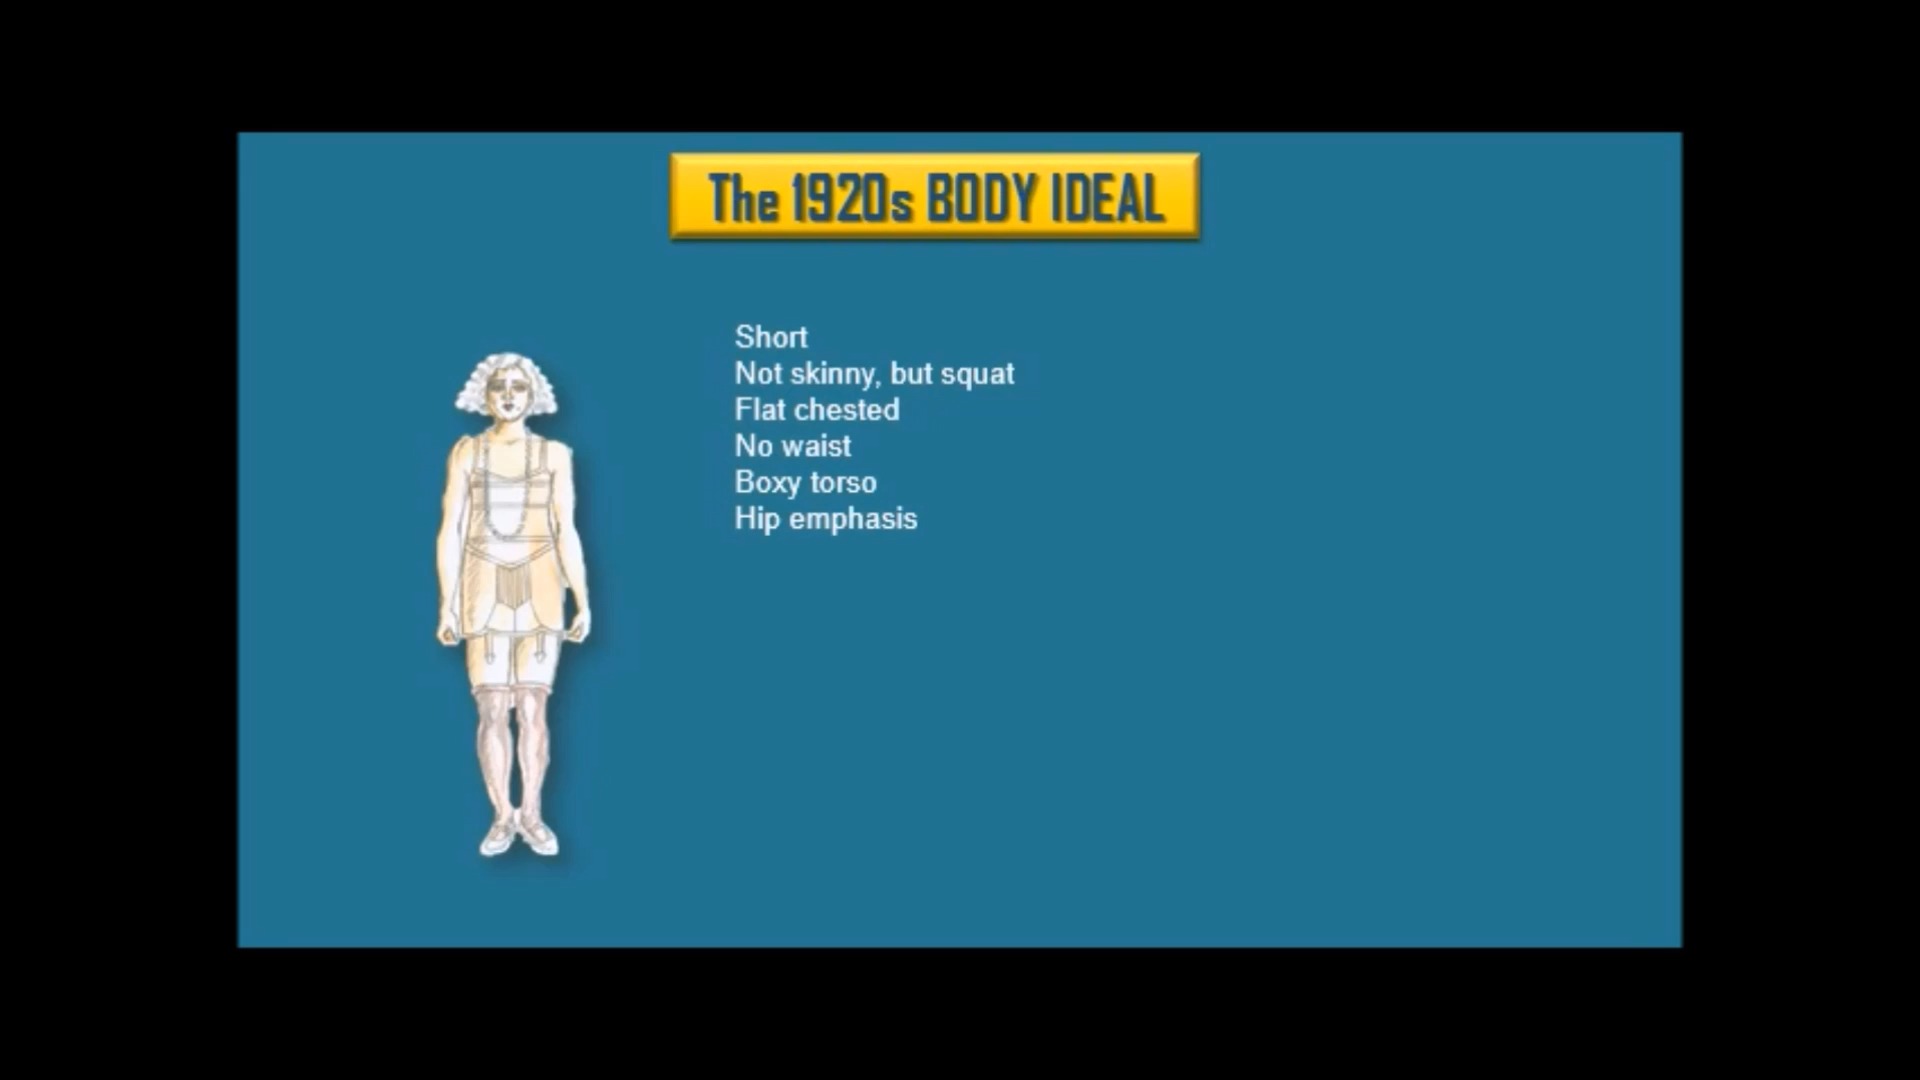 The 1920s BODY IDEAL
Short
Not skinny, but squat
Flat chested
No waist
Boxy torso
Hip emphasis